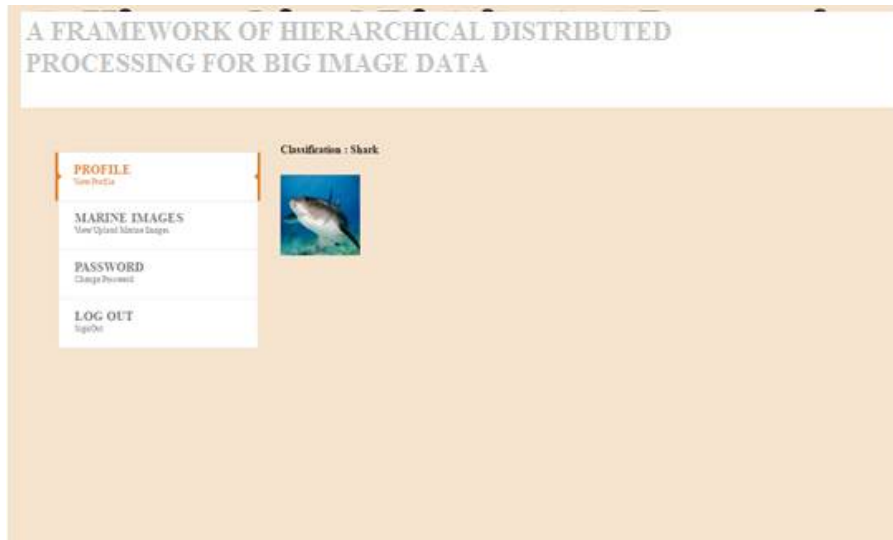 A FRAMEWORK OF HIERARCHICAL DISTRIBUTED
PROCESSING FOR BIG IMAGE DATA
Classification : Shark
PROFILE
View Profile
MARINE IMAGES
View Upload Marine Images
PASSWORD
Change Password
LOG OUT
SignOut